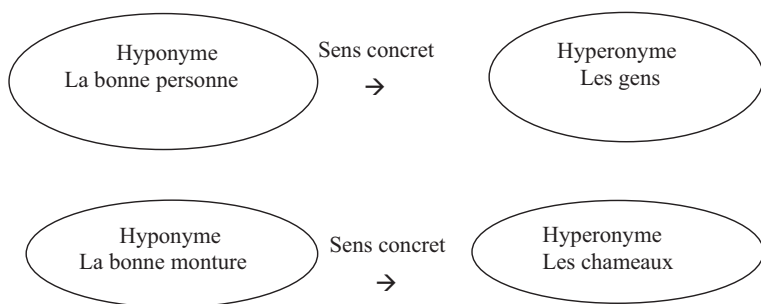 Hyponyme
La bonne personne
Sens concret
→
Hyperonyme
Les gens
Hyponyme
La bonne monture
Sens concret
→
Hyperonyme
Les chameaux